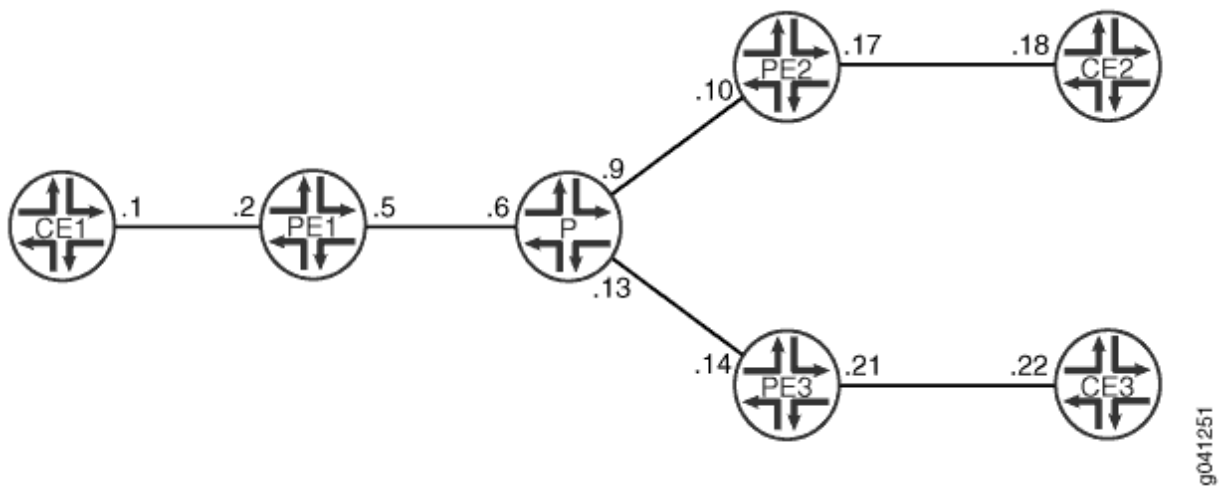 PE2
.17
.18
CE2
.10
.9
CE1
.1
.2
PE1
.5
.6
P
.13
.14
PE3
.21
.22
CE3
g041251